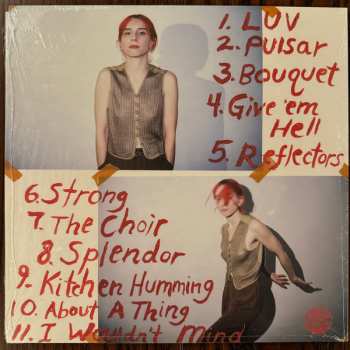 1. LUV
2. Pulsar
3. Bouquet
4. Give 'em
Hell
5. Reflectors
6. Strong
7. The Choir
8. Splendor
9. Kitchen Humming
10. About A Thing
11. I Wouldn't Mind